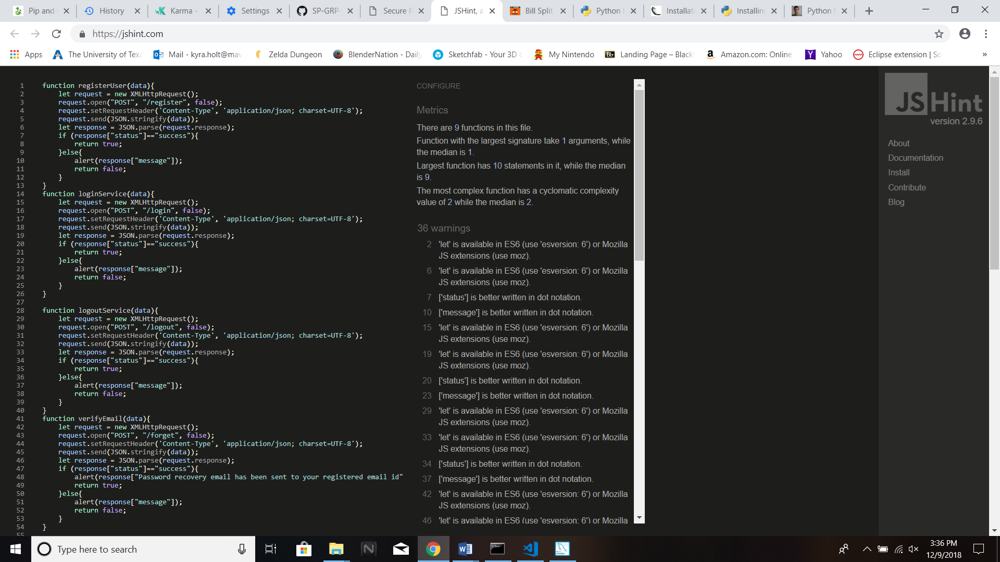 Pip and
History
Karma -
Settings
SP-GRP-
Secure P
JSHint, a
Bill Split
Python
Installati
Installing
Python
https://jshint.com
Apps
The University of Texa
Mail - kyra.holt@mav
Zelda Dungeon
BlenderNation - Daily
Sketchfab - Your 3D c
My Nintendo
Bb
Landing Page – Black
Amazon.com: Online
Yahoo
Eclipse extension | So
»
1 function registerUser(data){
2 let request = new XMLHttpRequest();
3 request.open("POST", "/register", false);
4 request.setRequestHeader('Content-Type', 'application/json; charset=UTF-8');
5 request.send(JSON.stringify(data));
6 let response = JSON.parse(request.response);
7 if (response["status"]=="success"){
8 return true;
9 }else{
10 alert(response["message"]);
11 return false;
12 }
13 }
14 function loginService(data){
15 let request = new XMLHttpRequest();
16 request.open("POST", "/login", false);
17 request.setRequestHeader('Content-Type', 'application/json; charset=UTF-8');
18 request.send(JSON.stringify(data));
19 let response = JSON.parse(request.response);
20 if (response["status"]=="success"){
21 return true;
22 }else{
23 alert(response["message"]);
24 return false;
25 }
26 }
27
28 function logoutService(data){
29 let request = new XMLHttpRequest();
30 request.open("POST", "/logout", false);
31 request.setRequestHeader('Content-Type', 'application/json; charset=UTF-8');
32 request.send(JSON.stringify(data));
33 let response = JSON.parse(request.response);
34 if (response["status"]=="success"){
35 return true;
36 }else{
37 alert(response["message"]);
38 return false;
39 }
40 }
41 function verifyEmail(data){
42 let request = new XMLHttpRequest();
43 request.open("POST", "/forget", false);
44 request.setRequestHeader('Content-Type', 'application/json; charset=UTF-8');
45 request.send(JSON.stringify(data));
46 let response = JSON.parse(request.response);
47 if (response["status"]=="success"){
48 alert(response["Password recovery email has been sent to your registered email id"
49 return true;
50 }else{
51 alert(response["message"]);
52 return false;
53 }
54 }
55
CONFIGURE
Metrics
There are 9 functions in this file.
Function with the largest signature take 1 arguments, while
the median is 1.
Largest function has 10 statements in it, while the median
is 9.
The most complex function has a cyclomatic complexity
value of 2 while the median is 2.
36 warnings
2 'let' is available in ES6 (use 'esversion: 6') or Mozilla
JS extensions (use moz).
6 'let' is available in ES6 (use 'esversion: 6') or Mozilla
JS extensions (use moz).
7 ['status'] is better written in dot notation.
10 ['message'] is better written in dot notation.
15 'let' is available in ES6 (use 'esversion: 6') or Mozilla
JS extensions (use moz).
19 'let' is available in ES6 (use 'esversion: 6') or Mozilla
JS extensions (use moz).
20 ['status'] is better written in dot notation.
23 ['message'] is better written in dot notation.
29 'let' is available in ES6 (use 'esversion: 6') or Mozilla
JS extensions (use moz).
33 'let' is available in ES6 (use 'esversion: 6') or Mozilla
JS extensions (use moz).
34 ['status'] is better written in dot notation.
37 ['message'] is better written in dot notation.
42 'let' is available in ES6 (use 'esversion: 6') or Mozilla
JS extensions (use moz).
46 'let' is available in ES6 (use 'esversion: 6') or Mozilla
JSHint
version 2.9.6
About
Documentation
Install
Contribute
Blog
Type here to search
3:36 PM
12/9/2018